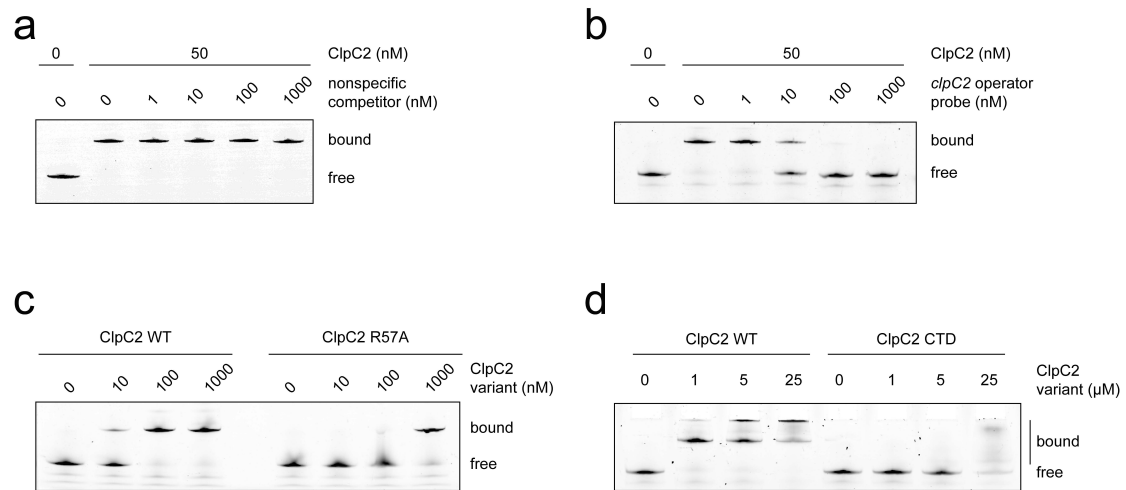 a
0 50 ClpC2 (nM)
0 0 1 10 100 1000 nonspecific
competitor (nM)
bound
free
b
0 50 ClpC2 (nM)
0 0 1 10 100 1000 clpC2 operator
probe (nM)
bound
free
c
ClpC2 WT ClpC2 R57A
0 10 100 1000 0 10 100 1000 ClpC2
variant (nM)
bound
free
d
ClpC2 WT ClpC2 CTD
0 1 5 25 0 1 5 25 ClpC2
variant (µM)
bound
free